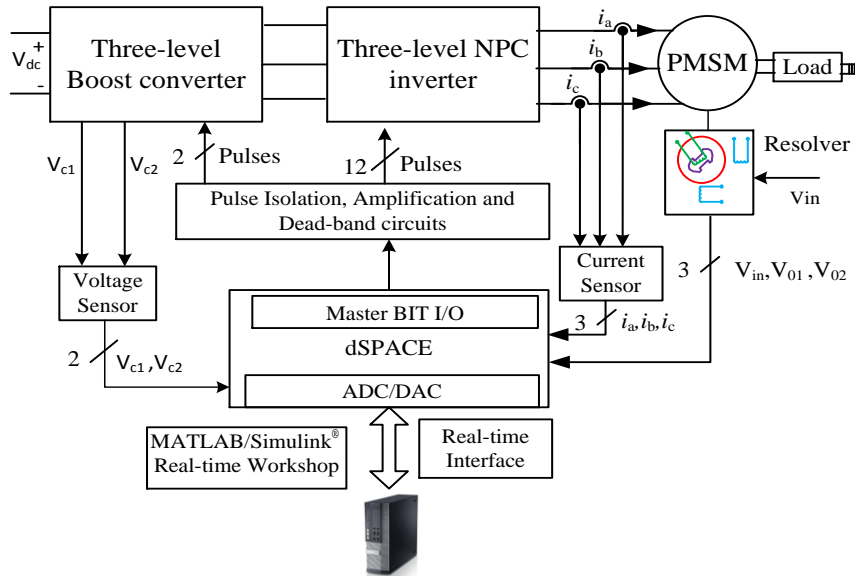 +
V_dc
-
Three-level
Boost converter
Three-level NPC
inverter
i_a
i_b
i_c
PMSM
Load
V_c1
V_c2
2
Pulses
12
Pulses
Resolver
Vin
Pulse Isolation, Amplification and
Dead-band circuits
Voltage
Sensor
Current
Sensor
3
V_in,V_01 ,V_02
Master BIT I/O
dSPACE
ADC/DAC
3
i_a,i_b,i_c
2
V_c1 ,V_c2
MATLAB/Simulink®
Real-time Workshop
Real-time
Interface